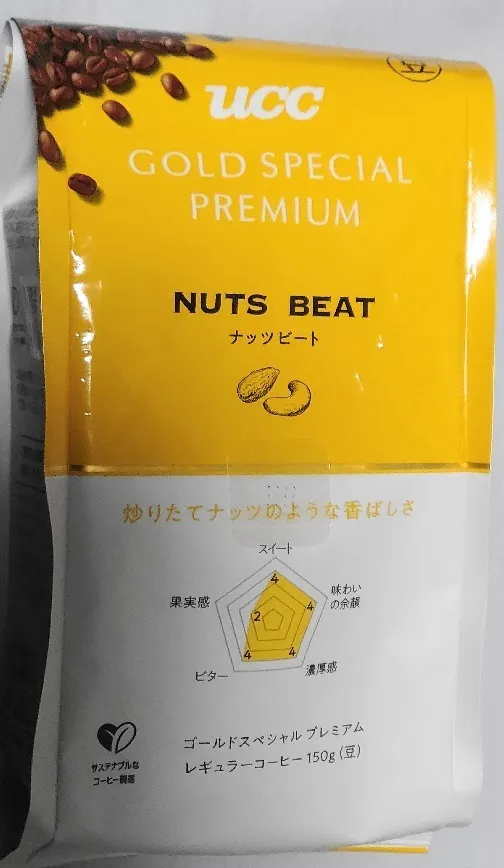 豆
UCC
GOLD SPECIAL
PREMIUM
NUTS BEAT
ナッツビート
炒りたてナッツのような香ばしさ
スイート
4
果実感
2
4
味わい
の余韻
4
4
ビター
濃厚感
サステナブルな
コーヒー調達
ゴールドスペシャル プレミアム
レギュラーコーヒー 150g (豆)